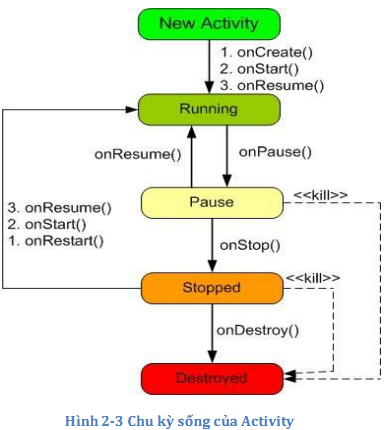 New Activity
1. onCreate()
2. onStart()
3. onResume()
Running
onResume()
onPause()
3. onResume()
2. onStart()
1. onRestart()
Pause
<<kill>>
onStop()
Stopped
<<kill>>
onDestroy()
Destroyed
Hình 2-3 Chu kỳ sống của Activity